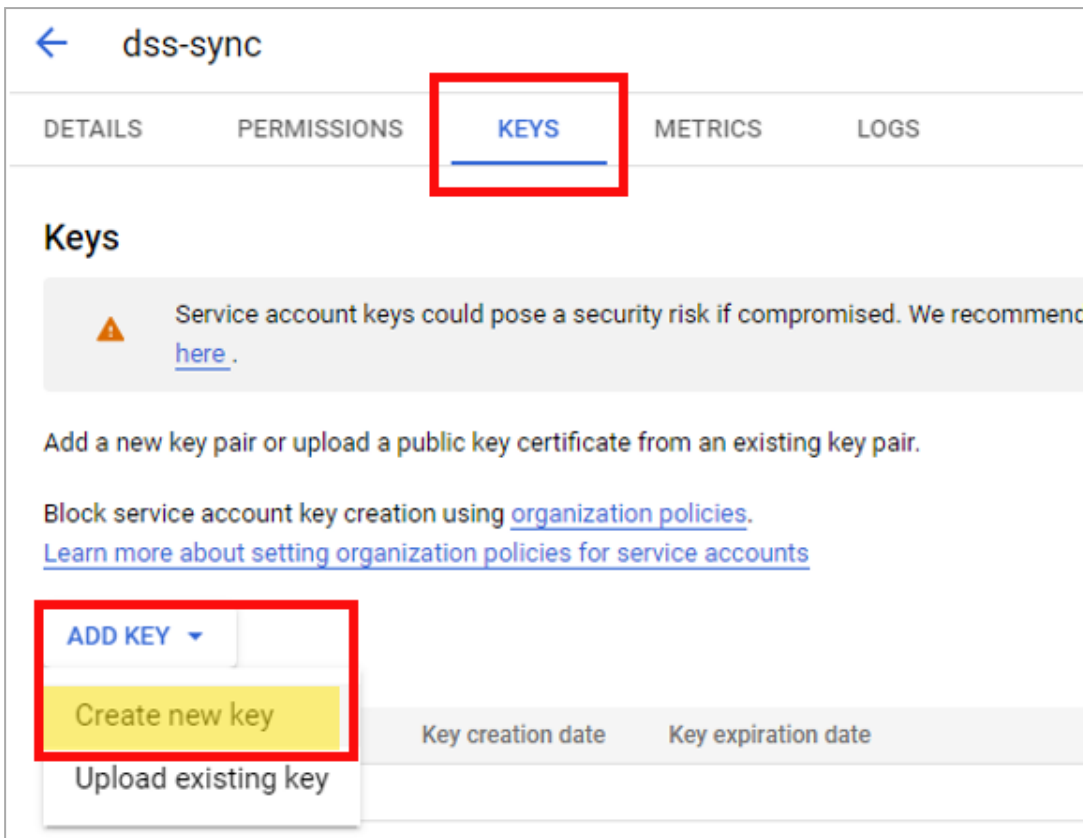 dss-sync
DETAILS PERMISSIONS KEYS METRICS LOGS
Keys
Service account keys could pose a security risk if compromised. We recommend
here .
Add a new key pair or upload a public key certificate from an existing key pair.
Block service account key creation using organization policies.
Learn more about setting organization policies for service accounts
ADD KEY
Create new key
Key creation date Key expiration date
Upload existing key